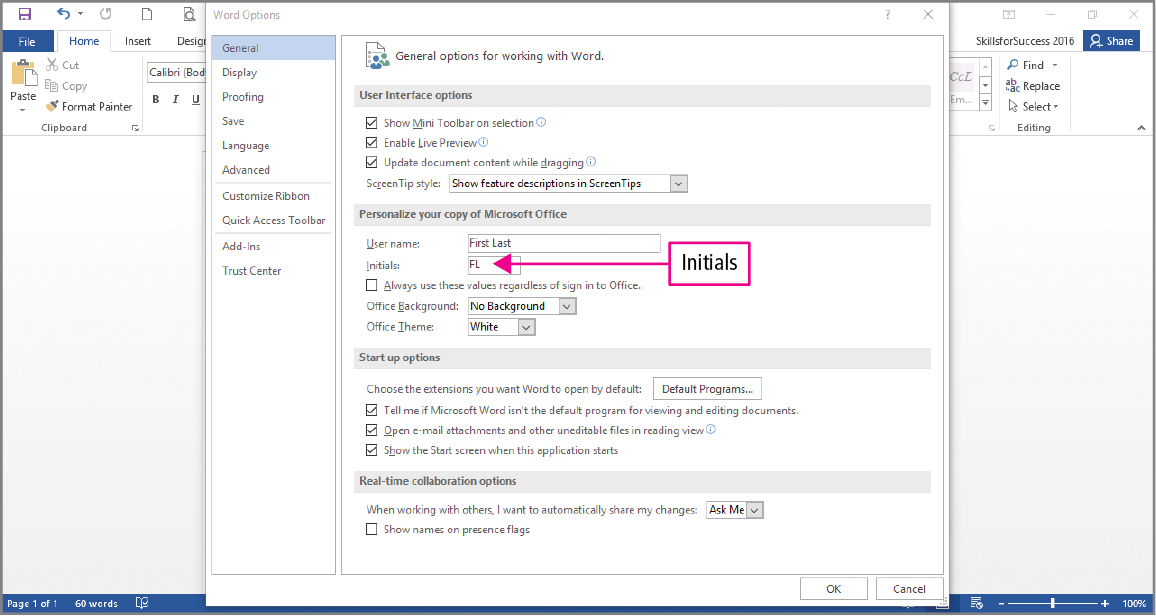 Word Options ?
File Home Insert Design
SkillsforSuccess 2016 Share
Paste
Cut
Copy
Format Painter
Clipboard
Calibri (Body
B I U
CcL
Em...
Find
Replace
Select
Editing
General
Display
Proofing
Save
Language
Advanced
Customize Ribbon
Quick Access Toolbar
Add-Ins
Trust Center
General options for working with Word.
User Interface options
Show Mini Toolbar on selection
Enable Live Preview
Update document content while dragging
ScreenTip style: Show feature descriptions in ScreenTips
Personalize your copy of Microsoft Office
User name: First Last
Initials: FL
Initials
Always use these values regardless of sign in to Office.
Office Background: No Background
Office Theme: White
Start up options
Choose the extensions you want Word to open by default: Default Programs...
Tell me if Microsoft Word isn't the default program for viewing and editing documents.
Open e-mail attachments and other uneditable files in reading view
Show the Start screen when this application starts
Real-time collaboration options
When working with others, I want to automatically share my changes: Ask Me
Show names on presence flags
OK Cancel
Page 1 of 1 60 words 100%